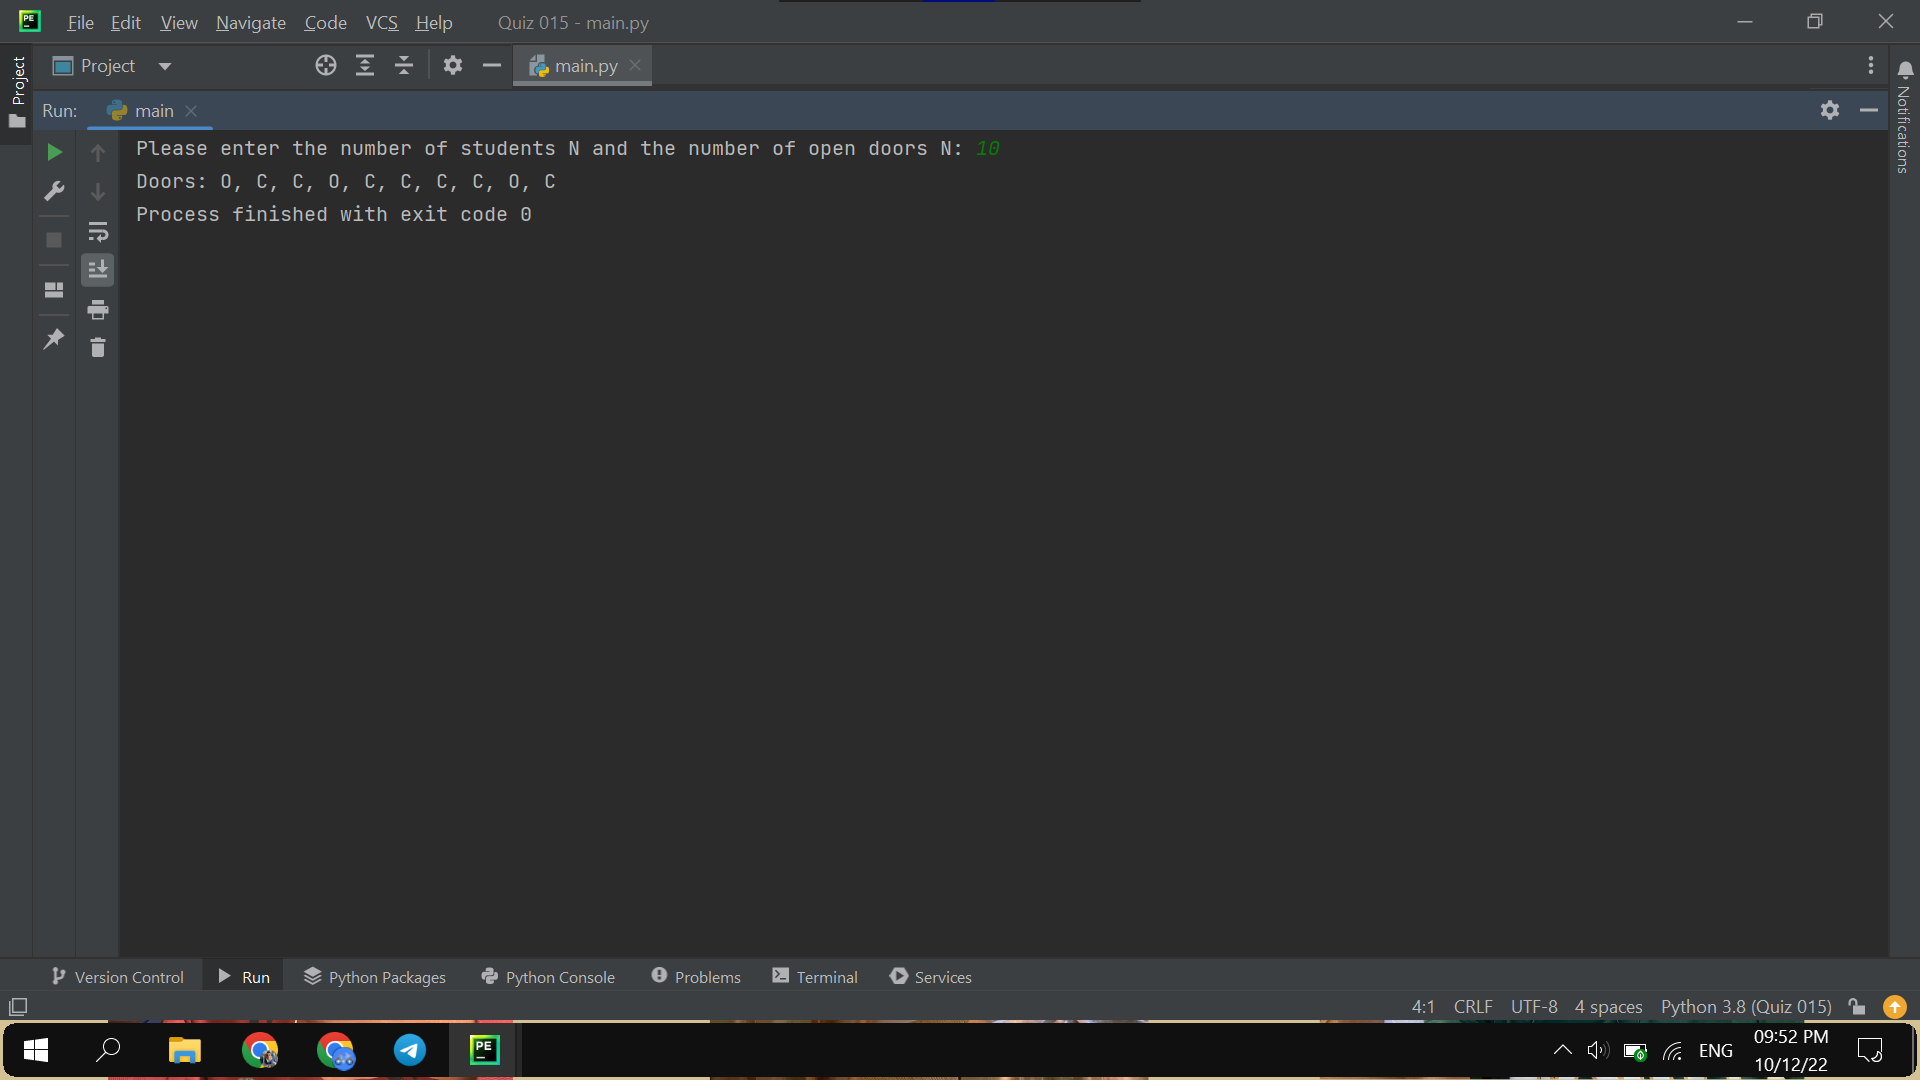 PE File Edit View Navigate Code VCS Help Quiz 015 - main.py
Project
Project main.py
Notifications
Run: main
Please enter the number of students N and the number of open doors N: 10
Doors: O, C, C, O, C, C, C, C, O, C
Process finished with exit code 0
Version Control Run Python Packages Python Console Problems Terminal Services
4:1 CRLF UTF-8 4 spaces Python 3.8 (Quiz 015)
PE ENG 09:52 PM
10/12/22